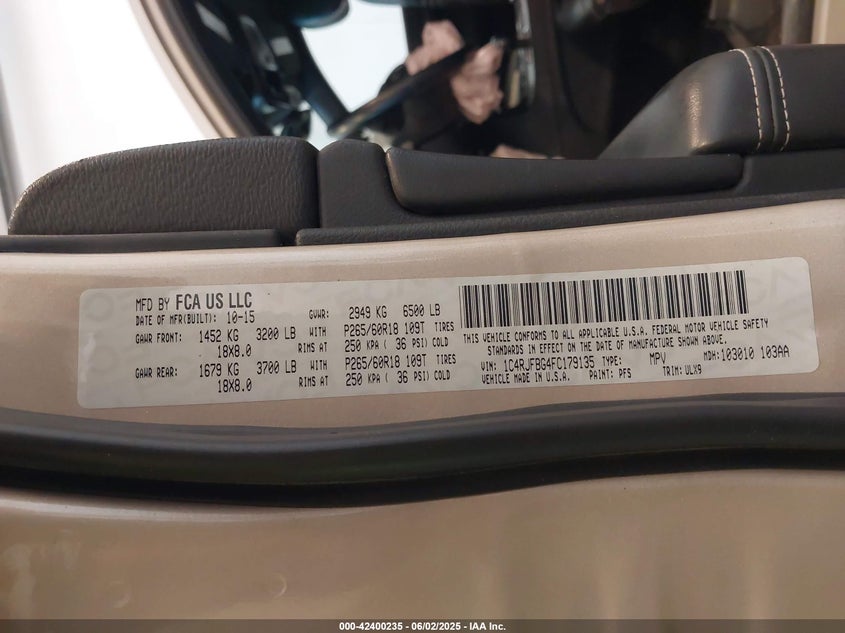 MFD BY FCA US LLC
DATE OF MFR(BUILT): 10-15 GVWR: 2949 KG 6500 LB
GAWR FRONT: 1452 KG 3200 LB WITH P265/60R18 109T TIRES
18X8.0 RIMS AT 250 KPA ( 36 PSI) COLD
GAWR REAR: 1679 KG 3700 LB WITH P265/60R18 109T TIRES
18X8.0 RIMS AT 250 KPA ( 36 PSI) COLD
THIS VEHICLE CONFORMS TO ALL APPLICABLE U.S.A. FEDERAL MOTOR VEHICLE SAFETY
STANDARDS IN EFFECT ON THE DATE OF MANUFACTURE SHOWN ABOVE.
VIN: 1C4RJFBG4FC179135 TYPE: MPV MDH:103010 103AA
VEHICLE MADE IN U.S.A. PAINT: PFS TRIM: ULX9
000-42400235 - 06/02/2025 - IAA Inc.